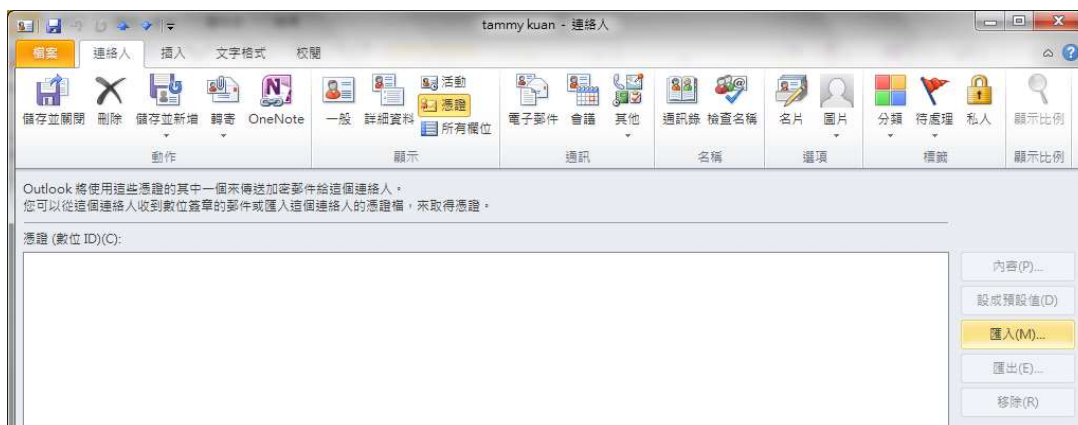 tammy kuan - 連絡人
檔案 連絡人 插入 文字格式 校閱
儲存並關閉 刪除 儲存並新增 轉寄 OneNote 一般 詳細資料 活動 憑證 所有欄位 電子郵件 會議 其他 通訊錄 檢查名稱 名片 圖片 分類 待處理 私人 顯示比例
動作 顯示 通訊 名稱 選項 標籤 顯示比例
Outlook 將使用這些憑證的其中一個來傳送加密郵件給這個連絡人。
您可以從這個連絡人收到數位簽章的郵件或匯入這個連絡人的憑證檔，來取得憑證。
憑證 (數位 ID)(C):
內容(P)...
設成預設值(D)
匯入(M)...
匯出(E)...
移除(R)